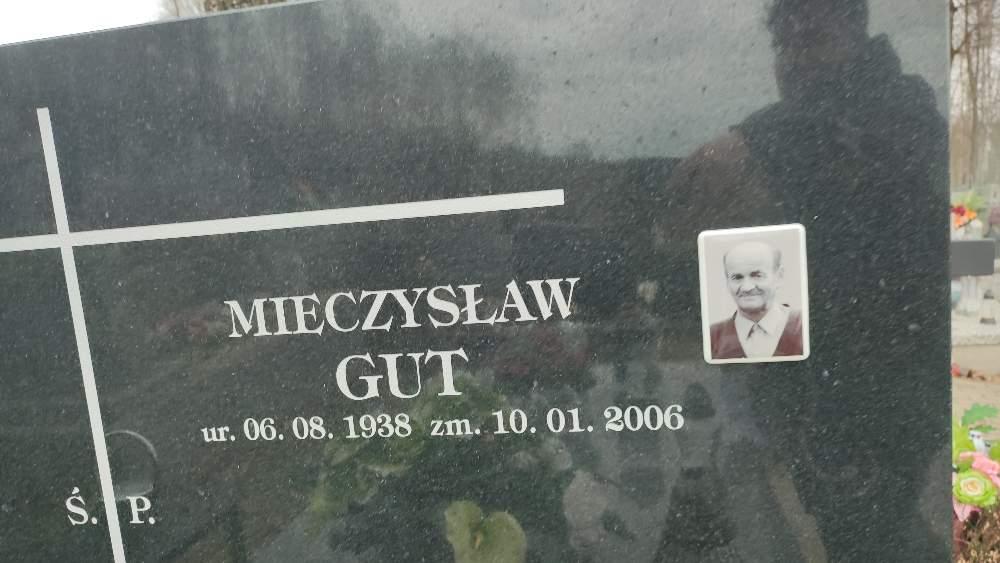 MIECZYSŁAW
GUT
ur. 06. 08. 1938 zm. 10. 01. 2006
Ś. P.